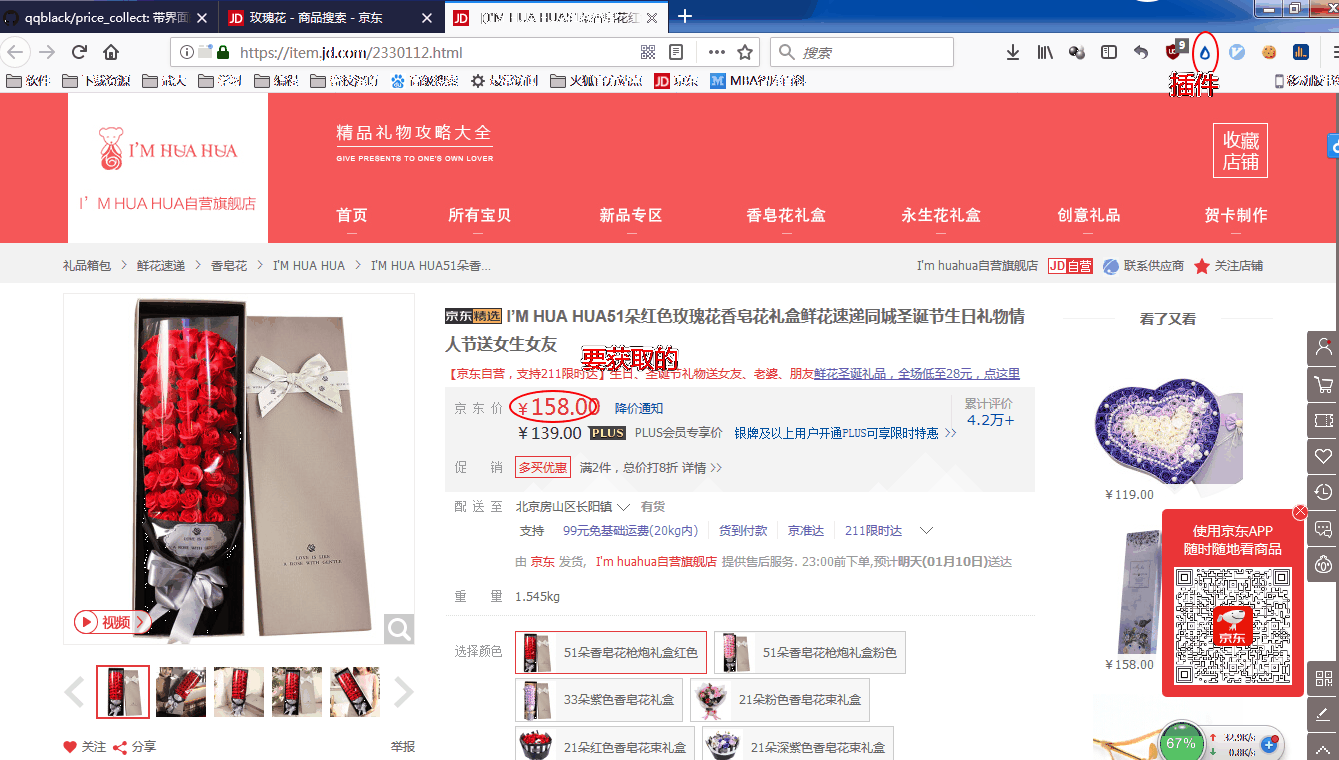 qqblack/price_collect: 带界面
玫瑰花 - 商品搜索 - 京东
https://item.jd.com/2330112.html
搜索
9
软件
下载资源
学习
编程
京东
插件
I'M HUA HUA
I' M HUA HUA自营旗舰店
精品礼物攻略大全
GIVE PRESENTS TO ONE'S OWN LOVER
收藏
店铺
首页
所有宝贝
新品专区
香皂花礼盒
永生花礼盒
创意礼品
贺卡制作
礼品箱包 > 鲜花速递 > 香皂花 > I'M HUA HUA > I'M HUA HUA51朵香...
I'm huahua自营旗舰店 JD自营 联系供应商 关注店铺
京东精选 I'M HUA HUA51朵红色玫瑰花香皂花礼盒鲜花速递同城圣诞节生日礼物情
人节送女生女友
看了又看
要获取的
【京东自营，支持211限时达】生日、圣诞节礼物送女友、老婆、朋友鲜花圣诞礼品，全场低至28元，点这里
京东价 ￥158.00 降价通知
累计评价
4.2万+
￥139.00 PLUS PLUS会员专享价 银牌及以上用户开通PLUS可享限时特惠 >>
促销 多买优惠 满2件，总价打8折 详情 >>
配送至 北京房山区长阳镇 有货
支持 99元免基础运费(20kg内) 货到付款 京准达 211限时达
由 京东 发货, I'm huahua自营旗舰店 提供售后服务. 23:00前下单,预计明天(01月10日)送达
重量 1.545kg
选择颜色
51朵香皂花枪炮礼盒红色
51朵香皂花枪炮礼盒粉色
33朵紫色香皂花礼盒
21朵粉色香皂花束礼盒
21朵红色香皂花束礼盒
21朵深紫色香皂花束礼盒
LOVE IS LIKE
A ROSE WITH GENTLE
视频
关注
分享
举报
￥119.00
￥158.00
使用京东APP
随时随地看商品
京东
67%
32.9K/s
0.8K/s